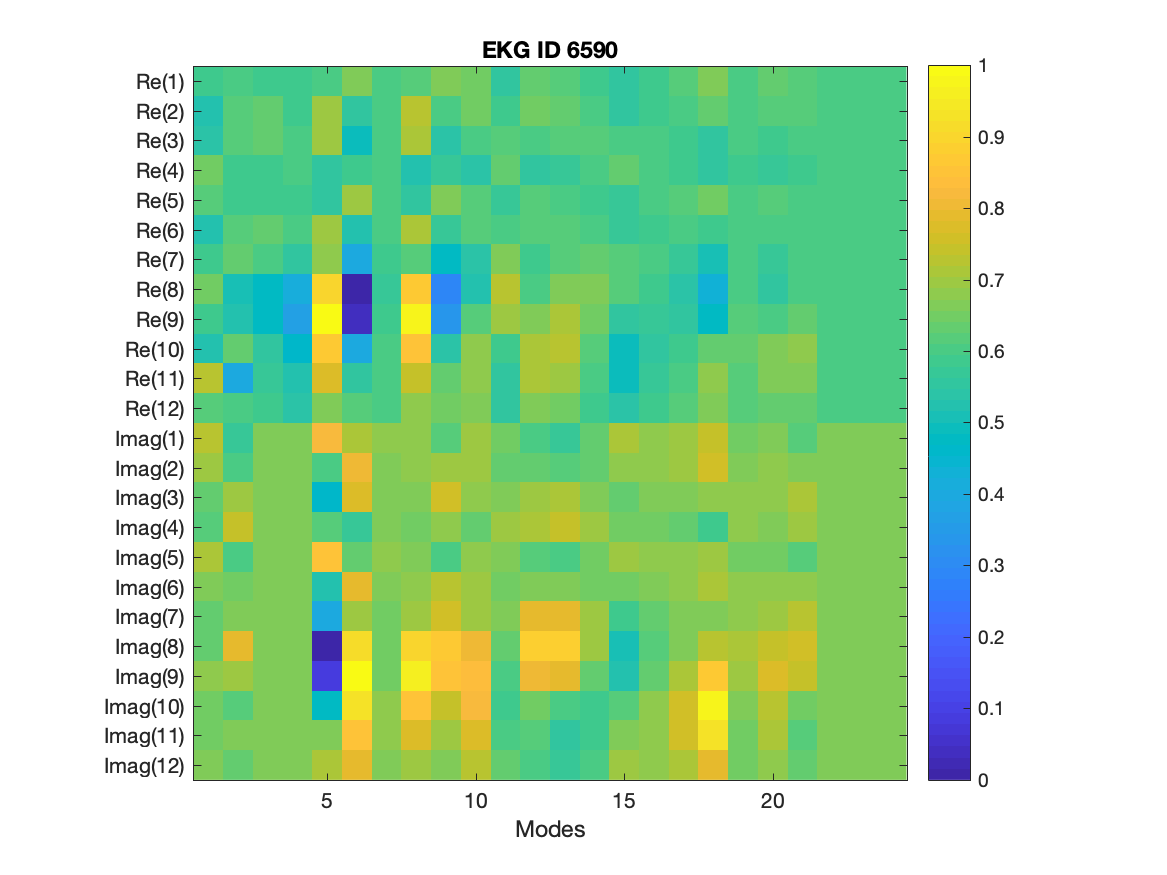 EKG ID 6590
Re(1)
Re(2)
Re(3)
Re(4)
Re(5)
Re(6)
Re(7)
Re(8)
Re(9)
Re(10)
Re(11)
Re(12)
Imag(1)
Imag(2)
Imag(3)
Imag(4)
Imag(5)
Imag(6)
Imag(7)
Imag(8)
Imag(9)
Imag(10)
Imag(11)
Imag(12)
5 10 15 20
Modes
1
0.9
0.8
0.7
0.6
0.5
0.4
0.3
0.2
0.1
0